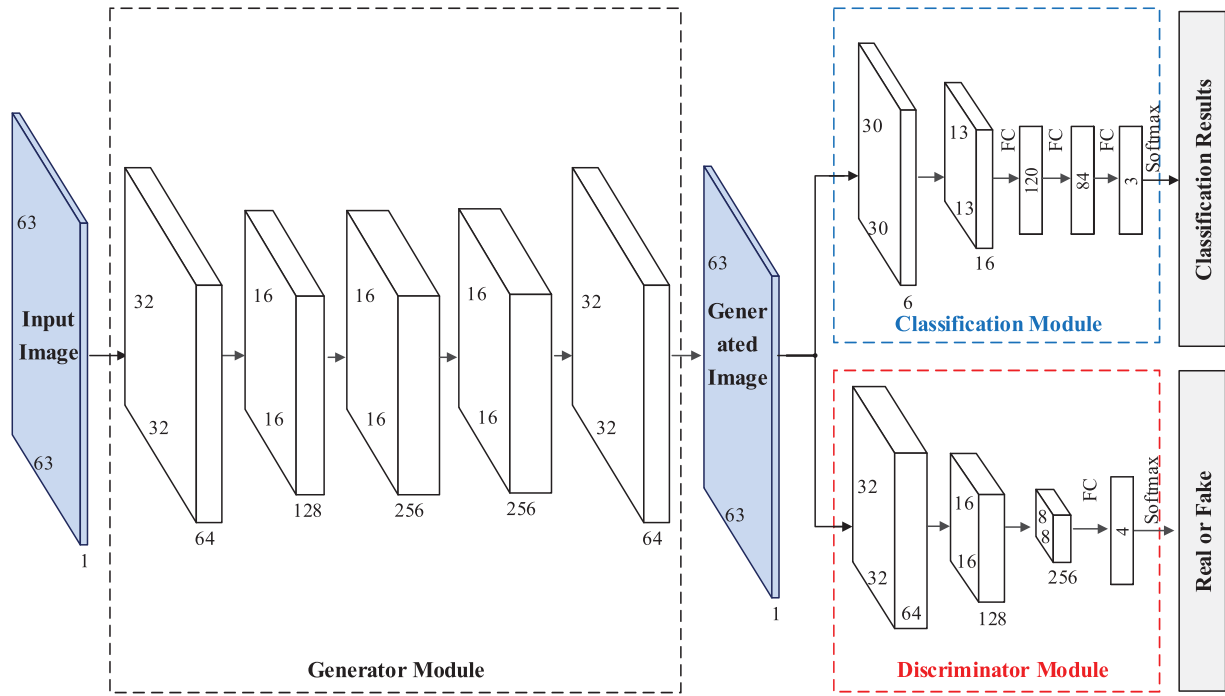 63
63
Input
Image
1
32
32
64
16
16
128
16
16
256
16
16
256
32
32
64
Generator Module
63
Gener
ated
Image
63
1
30
30
6
13
13
16
FC
120
FC
84
FC
3
Softmax
Classification Module
Classification Results
32
32
64
16
16
128
8
8
256
FC
4
Softmax
Discriminator Module
Real or Fake